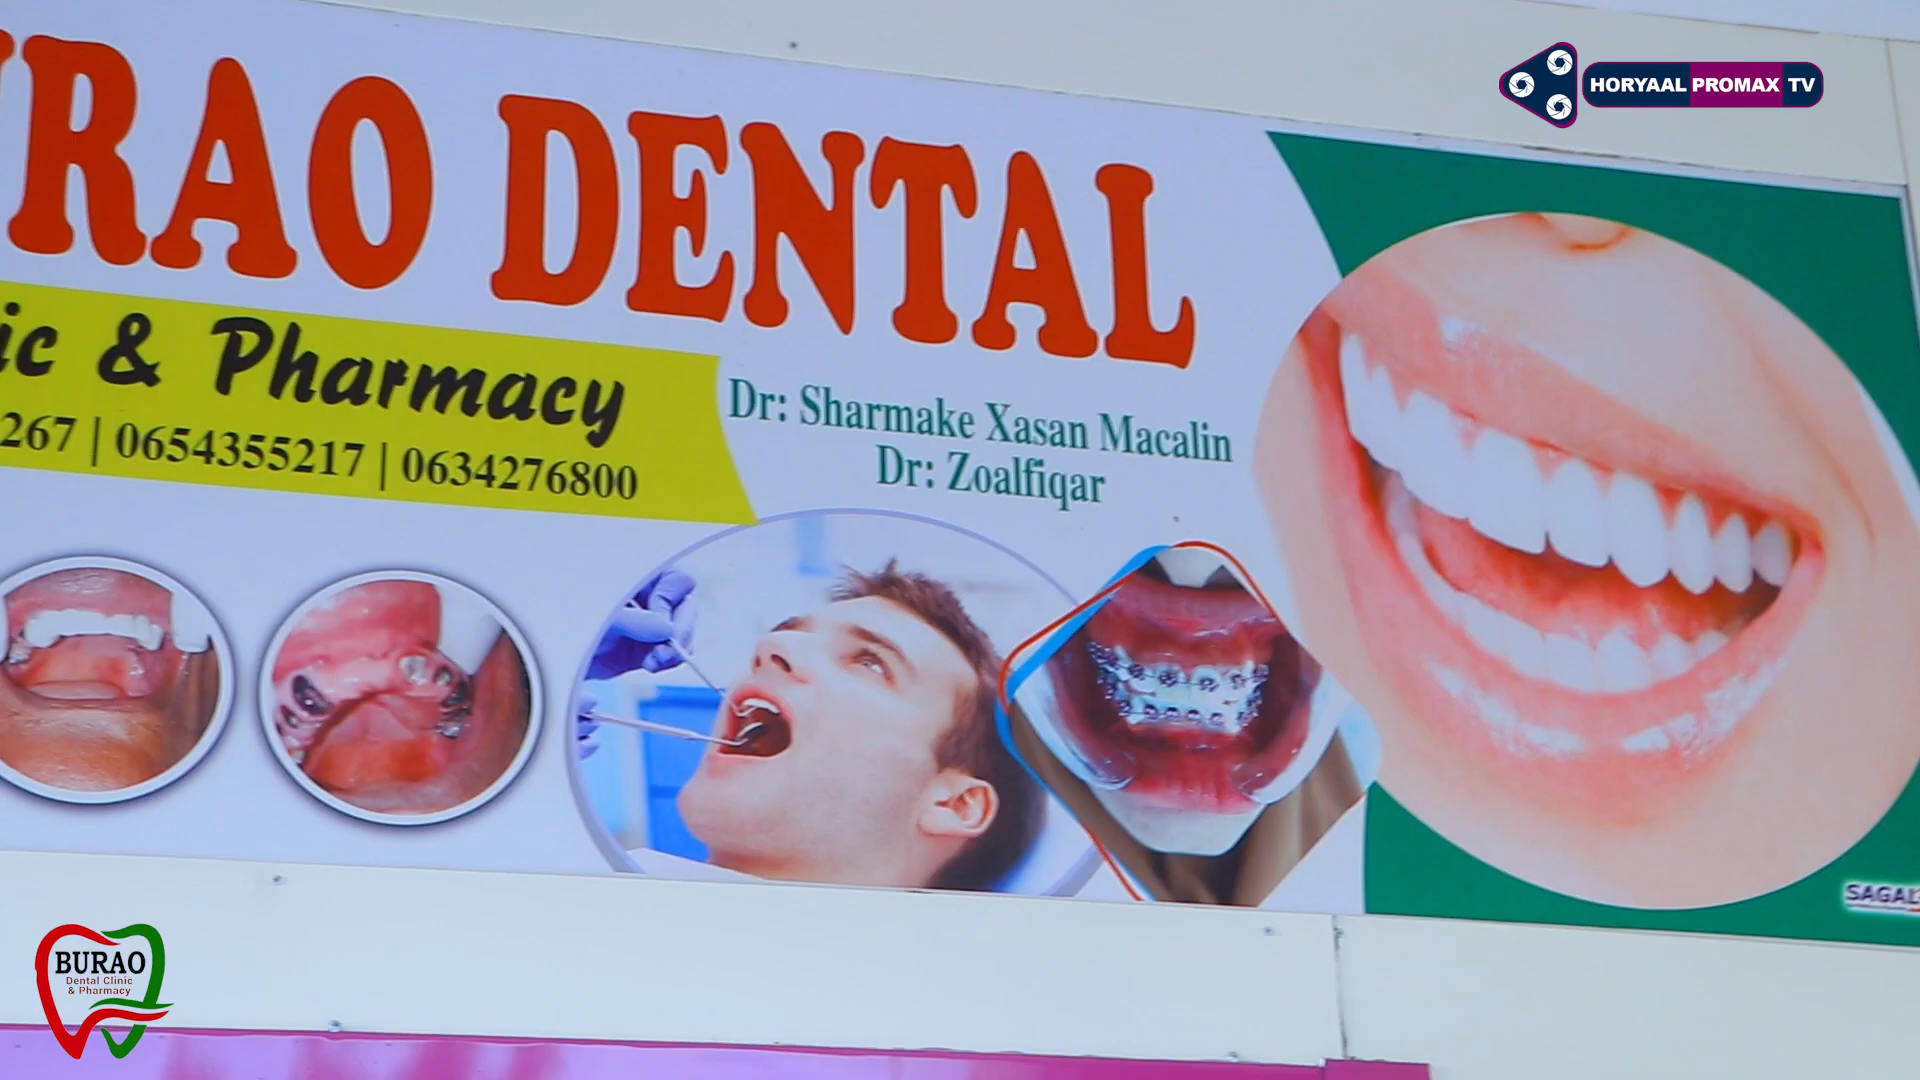 HORYAAL PROMAX TV
RAO DENTAL
ic & Pharmacy
267 | 0654355217 | 0634276800
Dr: Sharmake Xasan Macalin
Dr: Zoalfiqar
SAGAL
BURAO
Dental Clinic
& Pharmacy